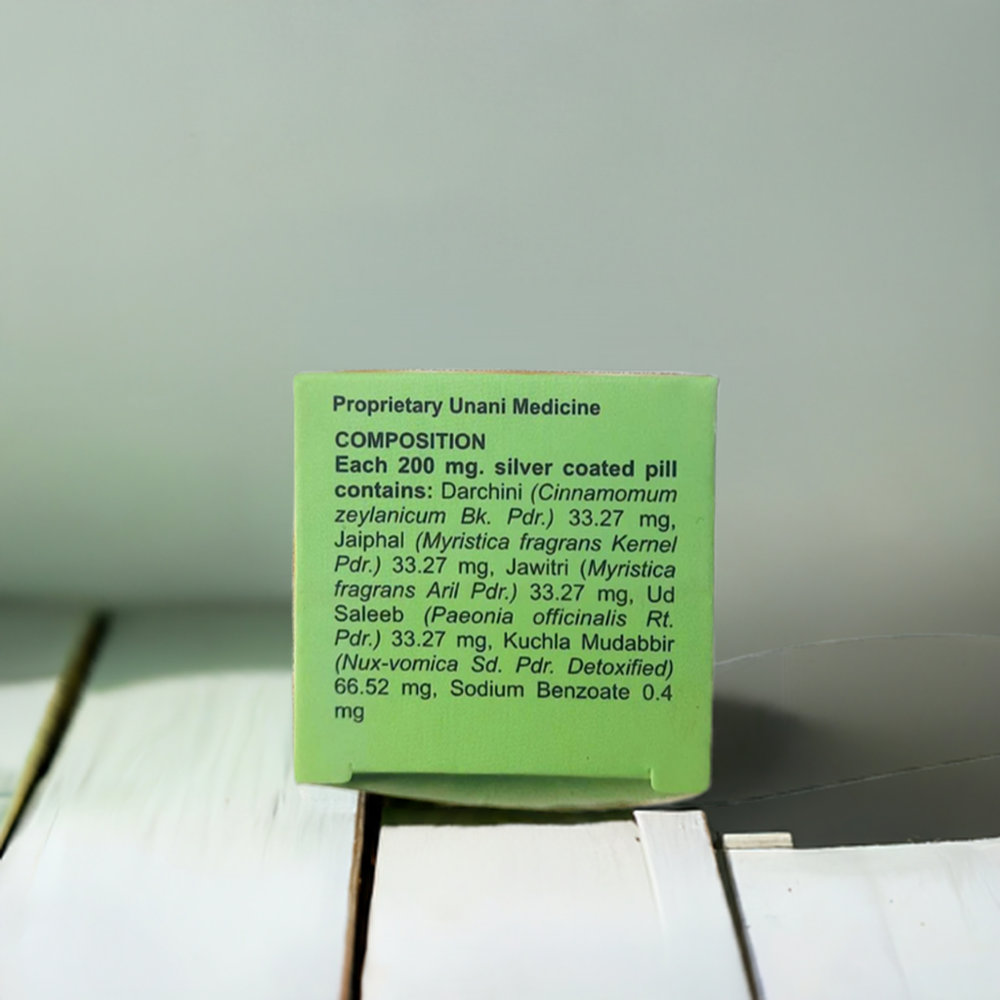 Proprietary Unani Medicine
COMPOSITION
Each 200 mg. silver coated pill
contains: Darchini (Cinnamomum
zeylanicum Bk. Pdr.) 33.27 mg,
Jaiphal (Myristica fragrans Kernel
Pdr.) 33.27 mg, Jawitri (Myristica
fragrans Aril Pdr.) 33.27 mg, Ud
Saleeb (Paeonia officinalis Rt.
Pdr.) 33.27 mg, Kuchla Mudabbir
(Nux-vomica Sd. Pdr. Detoxified)
66.52 mg, Sodium Benzoate 0.4
mg